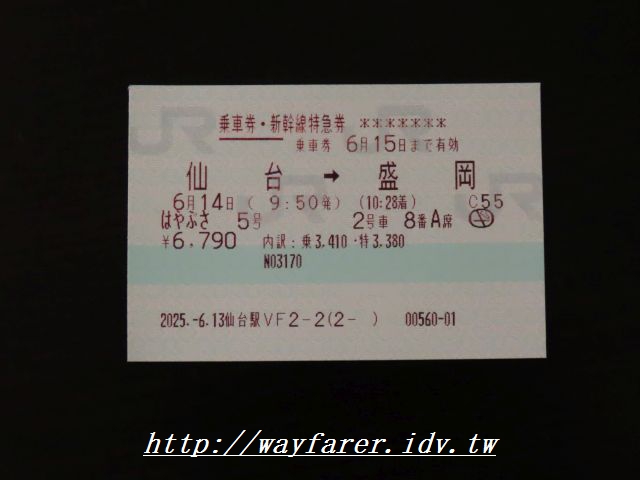 乗車券・新幹線特急券 ＊＊＊＊＊＊＊
乗車券 6月15日まで有効
仙 台 → 盛 岡
6月14日( 9:50発) (10:28着) C55
はやぶさ 5号 2号車 8番A席
¥6,790 内訳:乗3,410・特3,380
N03170
2025.-6.13仙台駅VF2-2(2- ) 00560-01
http://wayfarer.idv.tw